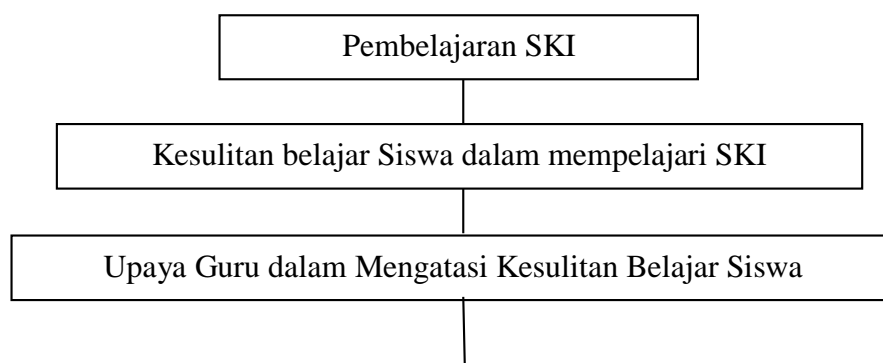 Pembelajaran SKI
Kesulitan belajar Siswa dalam mempelajari SKI
Upaya Guru dalam Mengatasi Kesulitan Belajar Siswa